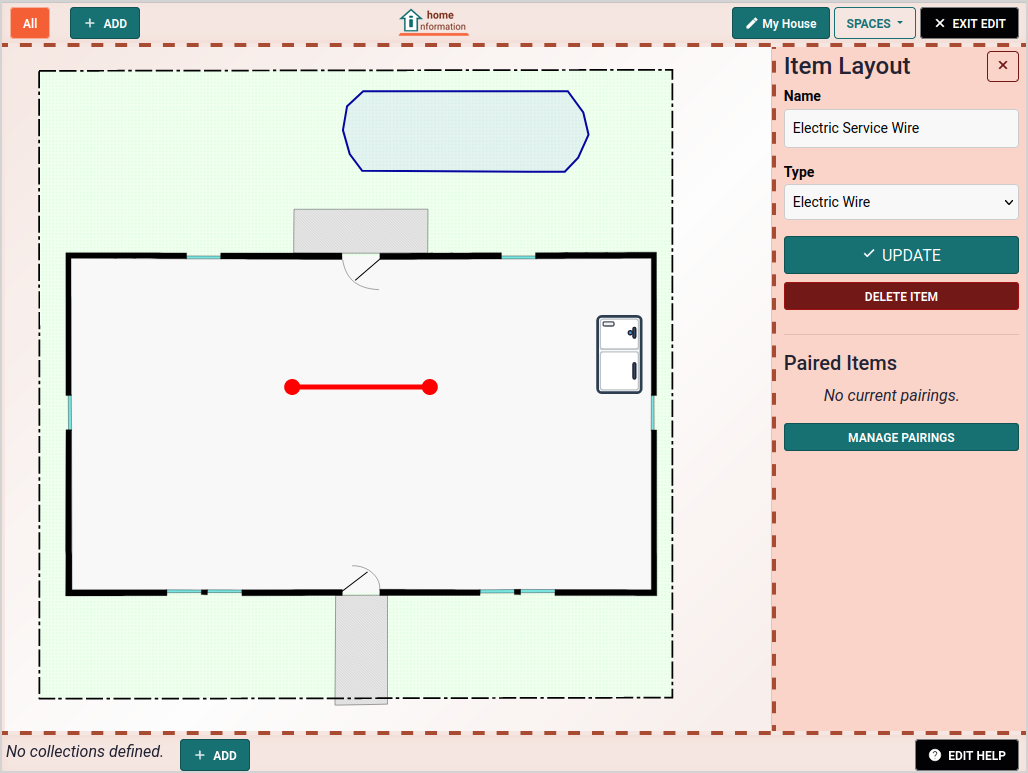 All
+ ADD
home
information
My House
SPACES
× EXIT EDIT
Item Layout
×
Name
Electric Service Wire
Type
Electric Wire
UPDATE
DELETE ITEM
Paired Items
No current pairings.
MANAGE PAIRINGS
No collections defined.
+ ADD
EDIT HELP